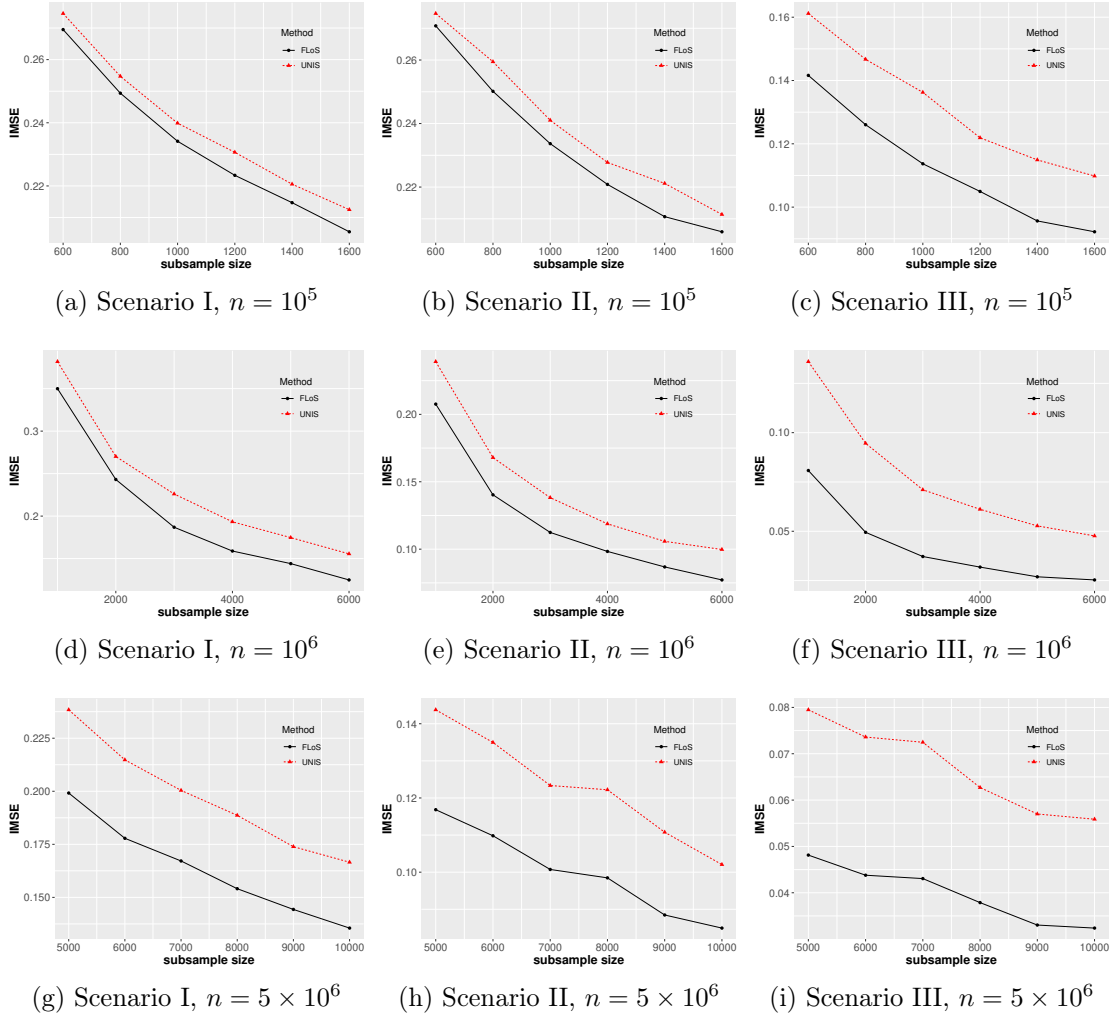 Method
FLoS
UNIS
IMSE
0.26
0.24
0.22
600 800 1000 1200 1400 1600
subsample size
(a) Scenario I, n = 10^5
Method
FLoS
UNIS
IMSE
0.26
0.24
0.22
600 800 1000 1200 1400 1600
subsample size
(b) Scenario II, n = 10^5
Method
FLoS
UNIS
IMSE
0.16
0.14
0.12
0.10
600 800 1000 1200 1400 1600
subsample size
(c) Scenario III, n = 10^5
Method
FLoS
UNIS
IMSE
0.3
0.2
2000 4000 6000
subsample size
(d) Scenario I, n = 10^6
Method
FLoS
UNIS
IMSE
0.20
0.15
0.10
2000 4000 6000
subsample size
(e) Scenario II, n = 10^6
Method
FLoS
UNIS
IMSE
0.10
0.05
2000 4000 6000
subsample size
(f) Scenario III, n = 10^6
Method
FLoS
UNIS
IMSE
0.225
0.200
0.175
0.150
5000 6000 7000 8000 9000 10000
subsample size
(g) Scenario I, n = 5 × 10^6
Method
FLoS
UNIS
IMSE
0.14
0.12
0.10
5000 6000 7000 8000 9000 10000
subsample size
(h) Scenario II, n = 5 × 10^6
Method
FLoS
UNIS
IMSE
0.08
0.07
0.06
0.05
0.04
5000 6000 7000 8000 9000 10000
subsample size
(i) Scenario III, n = 5 × 10^6